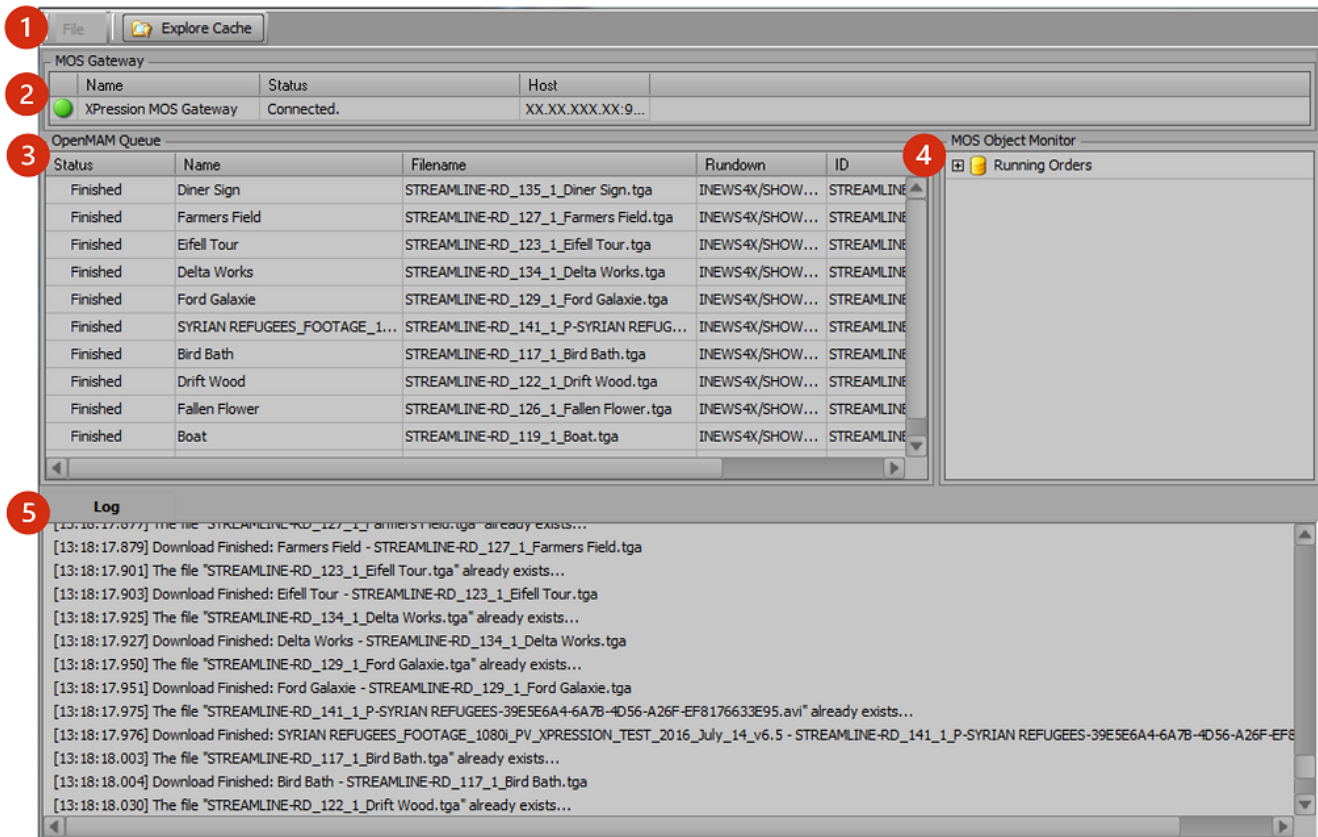 1
File Explore Cache
MOS Gateway
2
Name Status Host
XPression MOS Gateway Connected. XX.XX.XXX.XX:9...
3
OpenMAM Queue
4
MOS Object Monitor
Status Name Filename Rundown ID
Running Orders
Finished Diner Sign STREAMLINE-RD_135_1_Diner Sign.tga INEWS4X/SHOW... STREAMLINE
Finished Farmers Field STREAMLINE-RD_127_1_Farmers Field.tga INEWS4X/SHOW... STREAMLINE
Finished Eifell Tour STREAMLINE-RD_123_1_Eifell Tour.tga INEWS4X/SHOW... STREAMLINE
Finished Delta Works STREAMLINE-RD_134_1_Delta Works.tga INEWS4X/SHOW... STREAMLINE
Finished Ford Galaxie STREAMLINE-RD_129_1_Ford Galaxie.tga INEWS4X/SHOW... STREAMLINE
Finished SYRIAN REFUGEES_FOOTAGE_1... STREAMLINE-RD_141_1_P-SYRIAN REFUG... INEWS4X/SHOW... STREAMLINE
Finished Bird Bath STREAMLINE-RD_117_1_Bird Bath.tga INEWS4X/SHOW... STREAMLINE
Finished Drift Wood STREAMLINE-RD_122_1_Drift Wood.tga INEWS4X/SHOW... STREAMLINE
Finished Fallen Flower STREAMLINE-RD_126_1_Fallen Flower.tga INEWS4X/SHOW... STREAMLINE
Finished Boat STREAMLINE-RD_119_1_Boat.tga INEWS4X/SHOW... STREAMLINE
5
Log
[13:18:17.877] The file "STREAMLINE-RD_127_1_Farmers Field.tga" already exists...
[13:18:17.879] Download Finished: Farmers Field - STREAMLINE-RD_127_1_Farmers Field.tga
[13:18:17.901] The file "STREAMLINE-RD_123_1_Eifell Tour.tga" already exists...
[13:18:17.903] Download Finished: Eifell Tour - STREAMLINE-RD_123_1_Eifell Tour.tga
[13:18:17.925] The file "STREAMLINE-RD_134_1_Delta Works.tga" already exists...
[13:18:17.927] Download Finished: Delta Works - STREAMLINE-RD_134_1_Delta Works.tga
[13:18:17.950] The file "STREAMLINE-RD_129_1_Ford Galaxie.tga" already exists...
[13:18:17.951] Download Finished: Ford Galaxie - STREAMLINE-RD_129_1_Ford Galaxie.tga
[13:18:17.975] The file "STREAMLINE-RD_141_1_P-SYRIAN REFUGEES-39E5E6A4-6A7B-4D56-A26F-EF8176633E95.avi" already exists...
[13:18:17.976] Download Finished: SYRIAN REFUGEES_FOOTAGE_1080i_PV_XPRESSION_TEST_2016_July_14_v6.5 - STREAMLINE-RD_141_1_P-SYRIAN REFUGEES-39E5E6A4-6A7B-4D56-A26F-EF8
[13:18:18.003] The file "STREAMLINE-RD_117_1_Bird Bath.tga" already exists...
[13:18:18.004] Download Finished: Bird Bath - STREAMLINE-RD_117_1_Bird Bath.tga
[13:18:18.030] The file "STREAMLINE-RD_122_1_Drift Wood.tga" already exists...